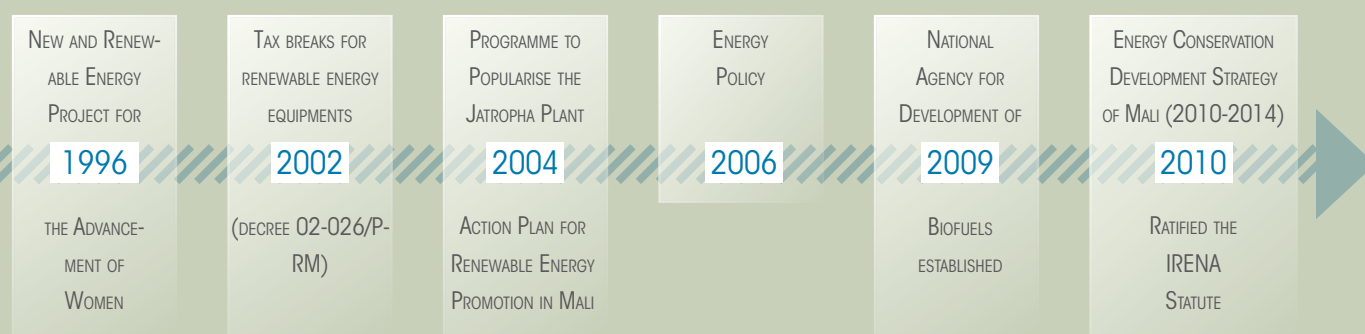 New and Renew-
able Energy
Project for
1996
the Advance-
ment of
Women
Tax breaks for
renewable energy
equipments
2002
(decree 02-026/P-
RM)
Programme to
Popularise the
Jatropha Plant
2004
Action Plan for
Renewable Energy
Promotion in Mali
Energy
Policy
2006
National
Agency for
Development of
2009
Biofuels
established
Energy Conservation
Development Strategy
of Mali (2010-2014)
2010
Ratified the
IRENA
Statute